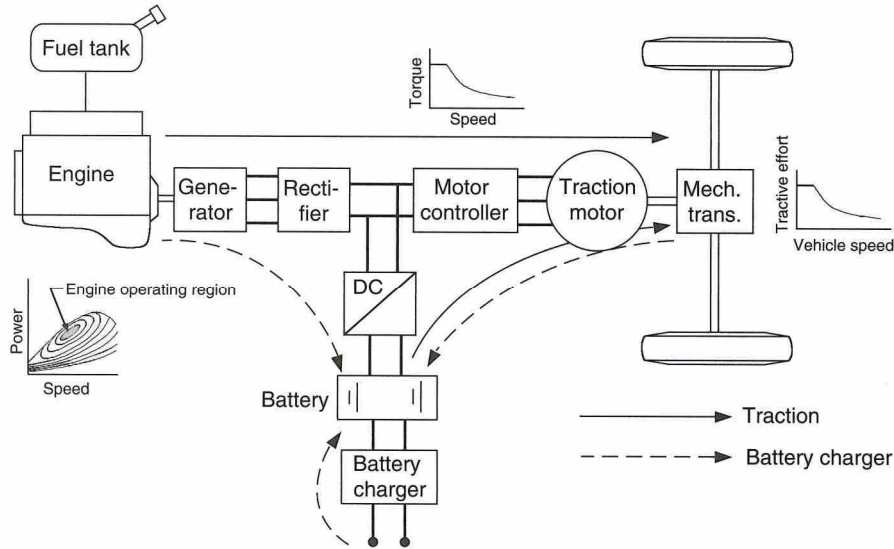 Fuel tank
Torque
Speed
Engine
Gene-
rator
Recti-
fier
Motor
controller
Traction
motor
Mech.
trans.
Tractive effort
Vehicle speed
Engine operating region
Power
Speed
DC
Battery
Traction
Battery charger
Battery
charger